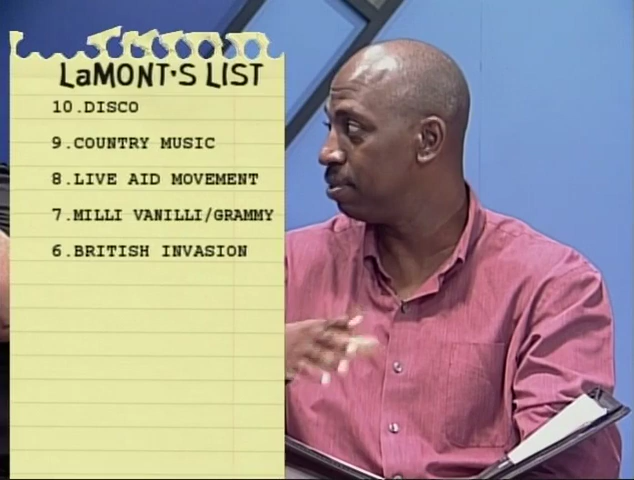 LaMONT'S LIST
10.DISCO
9.COUNTRY MUSIC
8.LIVE AID MOVEMENT
7.MILLI VANILLI/GRAMMY
6.BRITISH INVASION